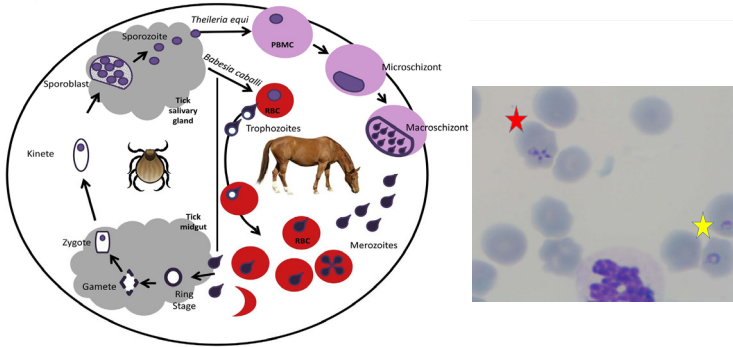 Theileria equi
Sporozoite
PBMC
Babesia caballi
Microschizont
Sporoblast
Tick
salivary
gland
RBC
Trophozoites
Macroschizont
Kinete
Tick
midgut
RBC
Merozoites
Zygote
Gamete
Ring
Stage